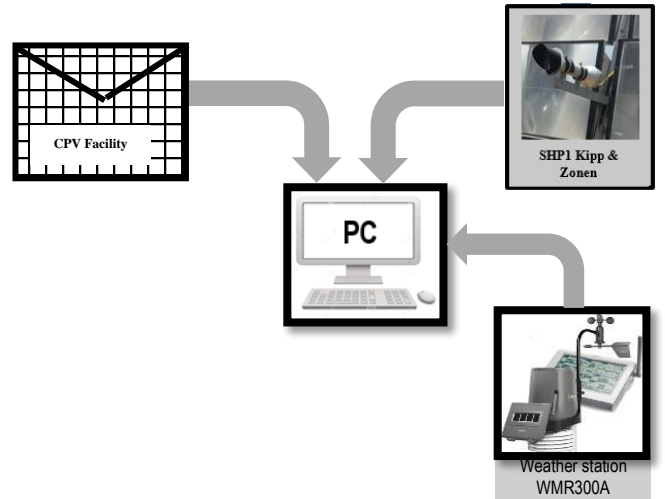 CPV Facility
SHP1 Kipp &
Zonen
PC
Weather station
WMR300A